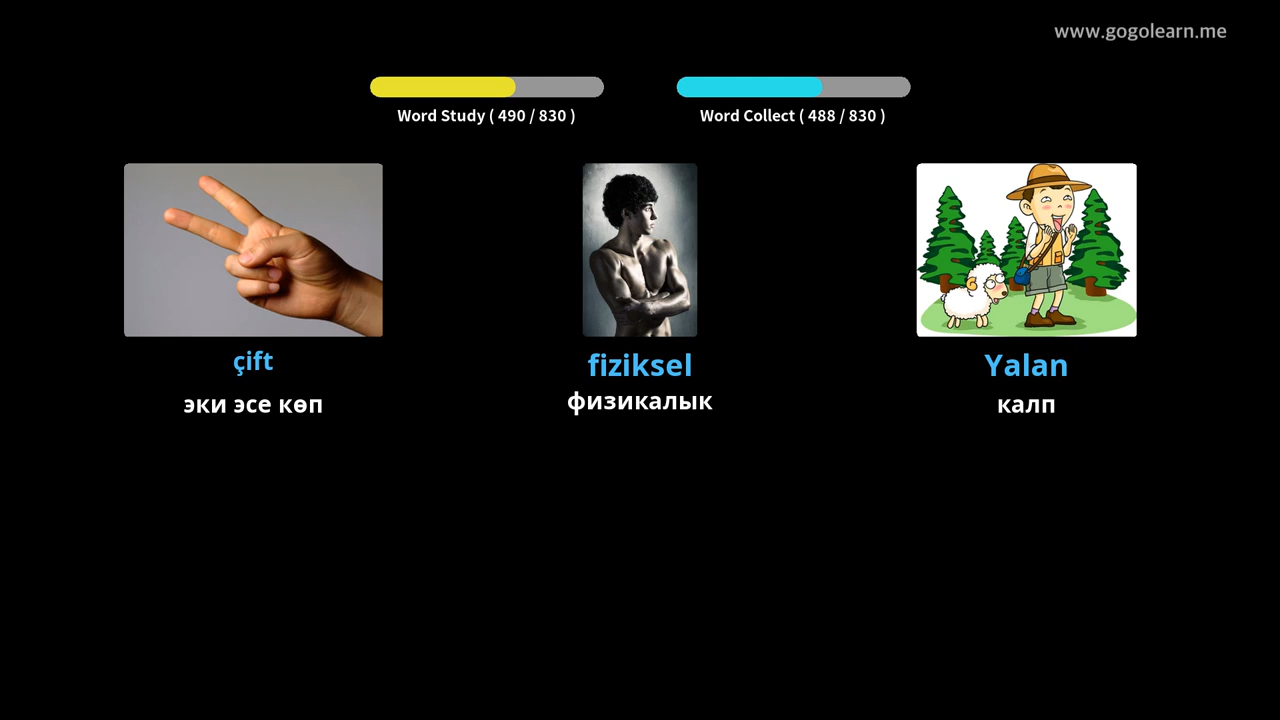 www.gogolearn.me
Word Study ( 490 / 830 )
Word Collect ( 488 / 830 )
çift
fiziksel
Yalan
эки эсе көп
физикалык
калп